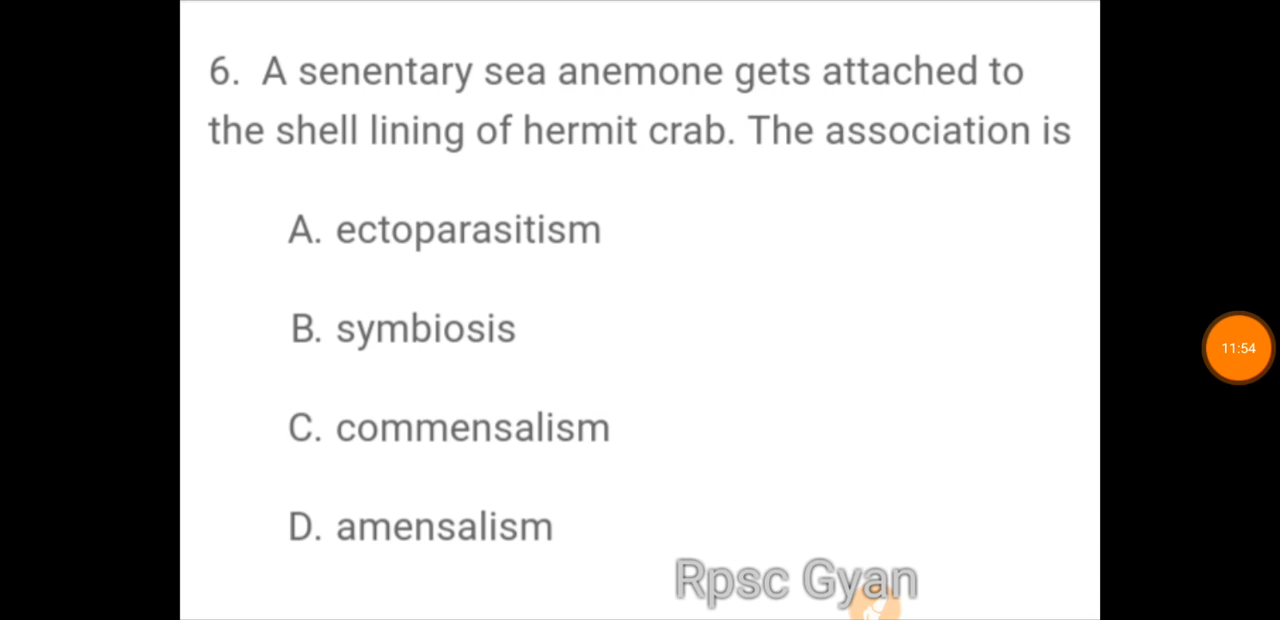 6. A senentary sea anemone gets attached to
the shell lining of hermit crab. The association is
A. ectoparasitism
B. symbiosis
C. commensalism
D. amensalism
Rpsc Gyan
11:54